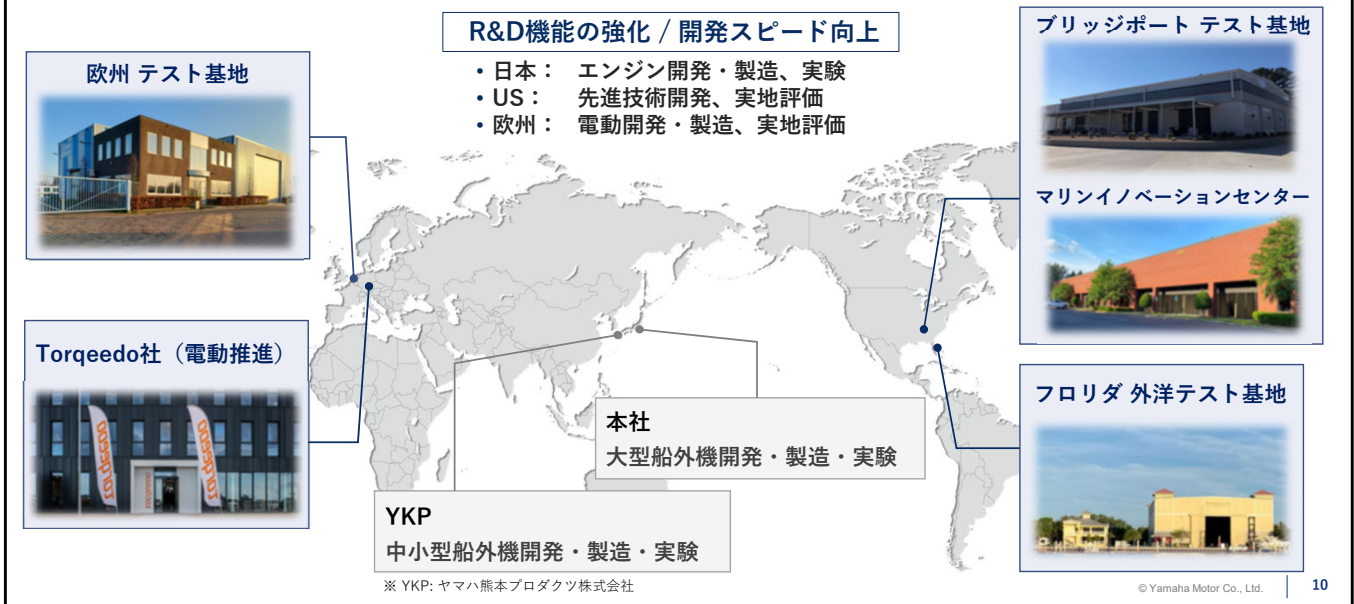 R&D機能の強化 / 開発スピード向上
• 日本： エンジン開発・製造、実験
• US： 先進技術開発、実地評価
• 欧州： 電動開発・製造、実地評価
欧州 テスト基地
Torqeedo社（電動推進）
torqeedo
torqeedo
本社
大型船外機開発・製造・実験
YKP
中小型船外機開発・製造・実験
※ YKP: ヤマハ熊本プロダクツ株式会社
ブリッジポート テスト基地
マリンイノベーションセンター
フロリダ 外洋テスト基地
© Yamaha Motor Co., Ltd.
10